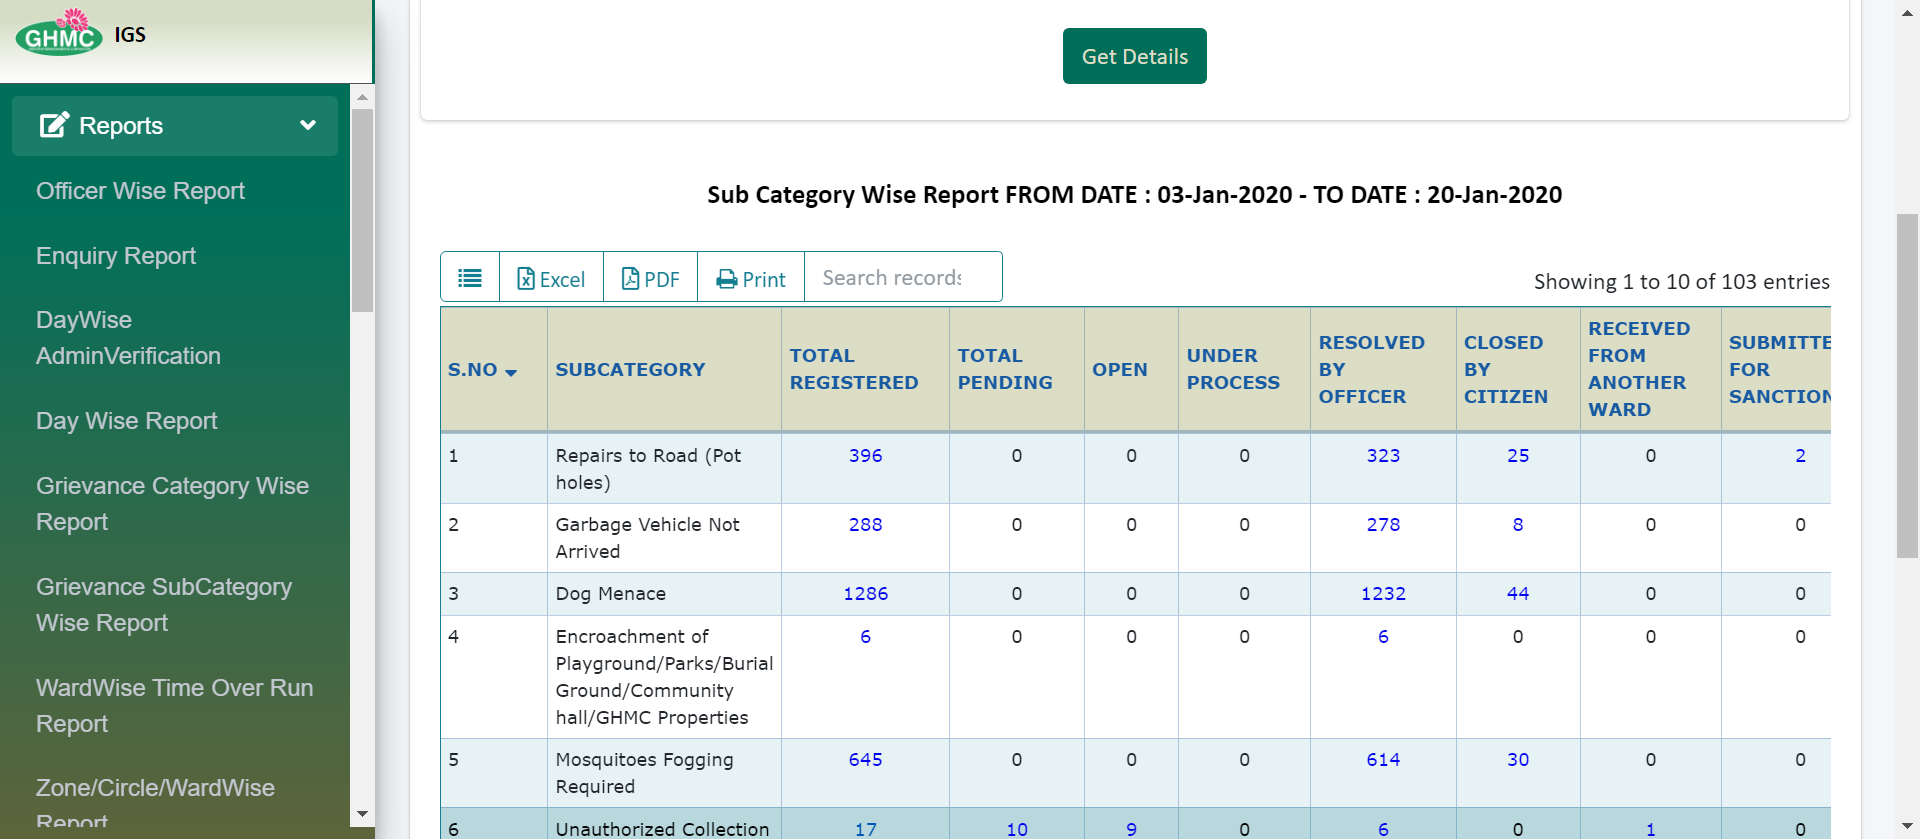 GHMC
IGS
Reports
Officer Wise Report
Enquiry Report
DayWise
AdminVerification
Day Wise Report
Grievance Category Wise
Report
Grievance SubCategory
Wise Report
WardWise Time Over Run
Report
Zone/Circle/WardWise
Report
Get Details
Sub Category Wise Report FROM DATE : 03-Jan-2020 - TO DATE : 20-Jan-2020
Excel PDF Print Search records
Showing 1 to 10 of 103 entries
S.NO
SUBCATEGORY
TOTAL
REGISTERED
TOTAL
PENDING
OPEN
UNDER
PROCESS
RESOLVED
BY
OFFICER
CLOSED
BY
CITIZEN
RECEIVED
FROM
ANOTHER
WARD
SUBMITTE
FOR
SANCTION
1 Repairs to Road (Pot 396 0 0 0 323 25 0 2
holes)
2 Garbage Vehicle Not 288 0 0 0 278 8 0 0
Arrived
3 Dog Menace 1286 0 0 0 1232 44 0 0
4 Encroachment of 6 0 0 0 6 0 0 0
Playground/Parks/Burial
Ground/Community
hall/GHMC Properties
5 Mosquitoes Fogging 645 0 0 0 614 30 0 0
Required
6 Unauthorized Collection 17 10 9 0 6 0 1 0